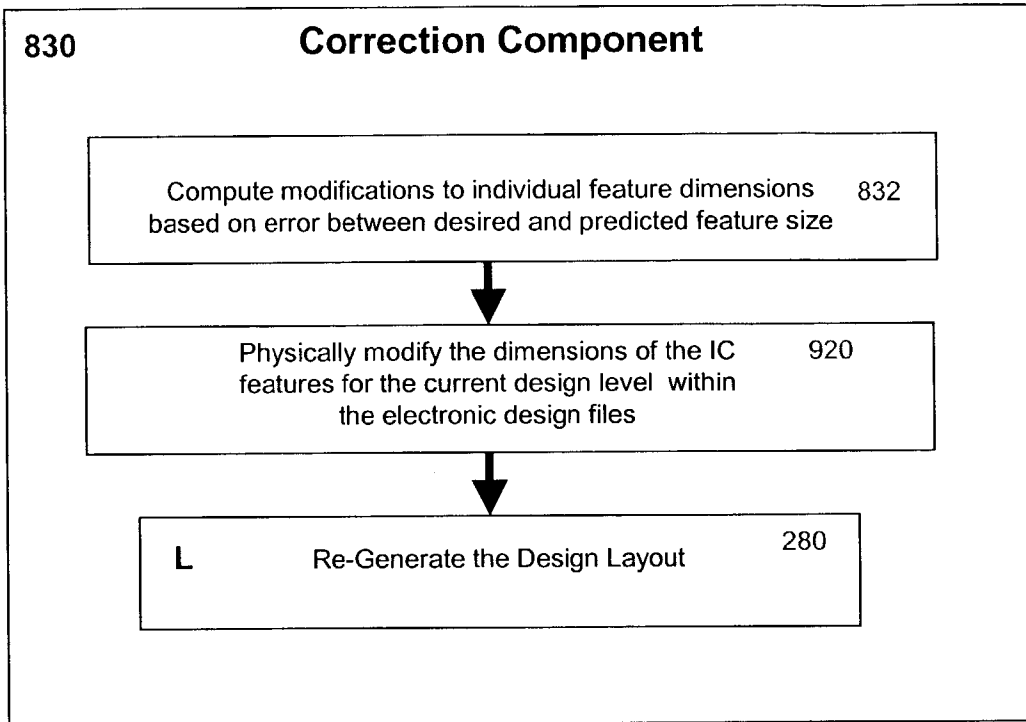 830 Correction Component
Compute modifications to individual feature dimensions 832
based on error between desired and predicted feature size
Physically modify the dimensions of the IC 920
features for the current design level within
the electronic design files
L Re-Generate the Design Layout 280